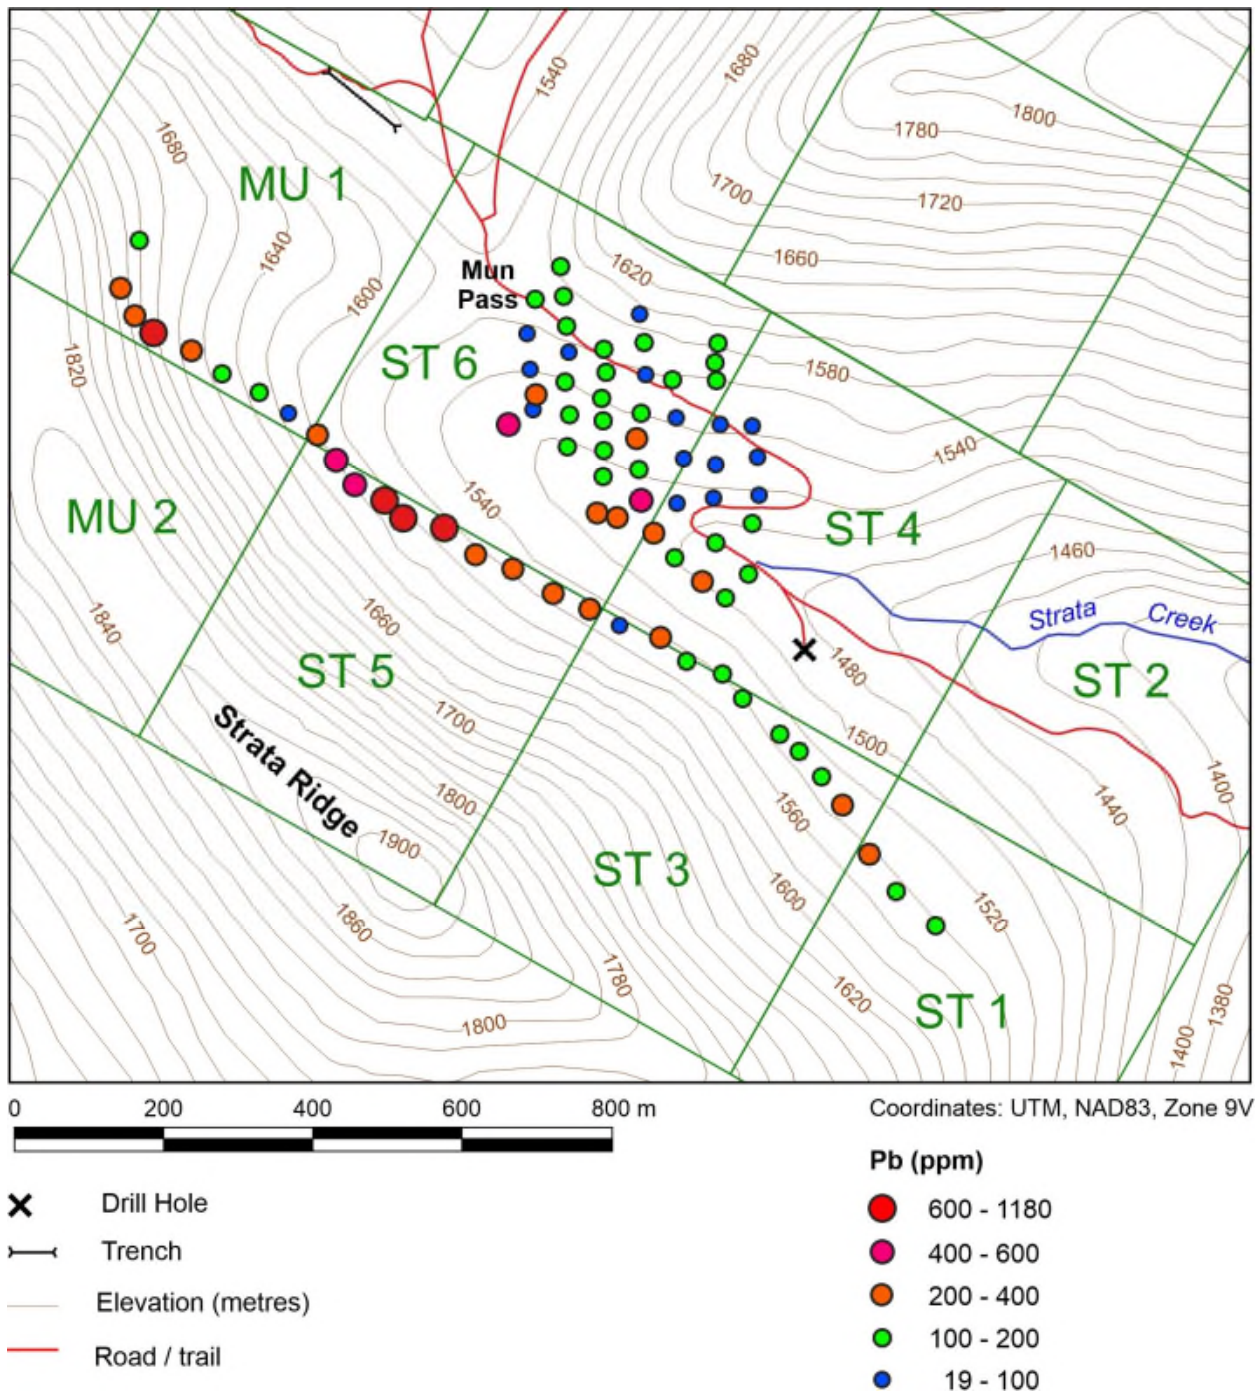 1540
1680
1800
1780
1680
MU 1
1700
1720
1640
1660
Mun
Pass
1620
1600
1820
ST 6
1580
1540
1540
MU 2
ST 4
1460
1840
1660
Strata Creek
ST 5
1480
ST 2
1700
Strata Ridge
1500
1400
1800
1560
1440
1900
ST 3
1600
1520
1700
1860
1780
1620
ST 1
1380
1800
1400
0 200 400 600 800 m
Coordinates: UTM, NAD83, Zone 9V
Pb (ppm)
Drill Hole
600 - 1180
Trench
400 - 600
Elevation (metres)
200 - 400
Road / trail
100 - 200
19 - 100